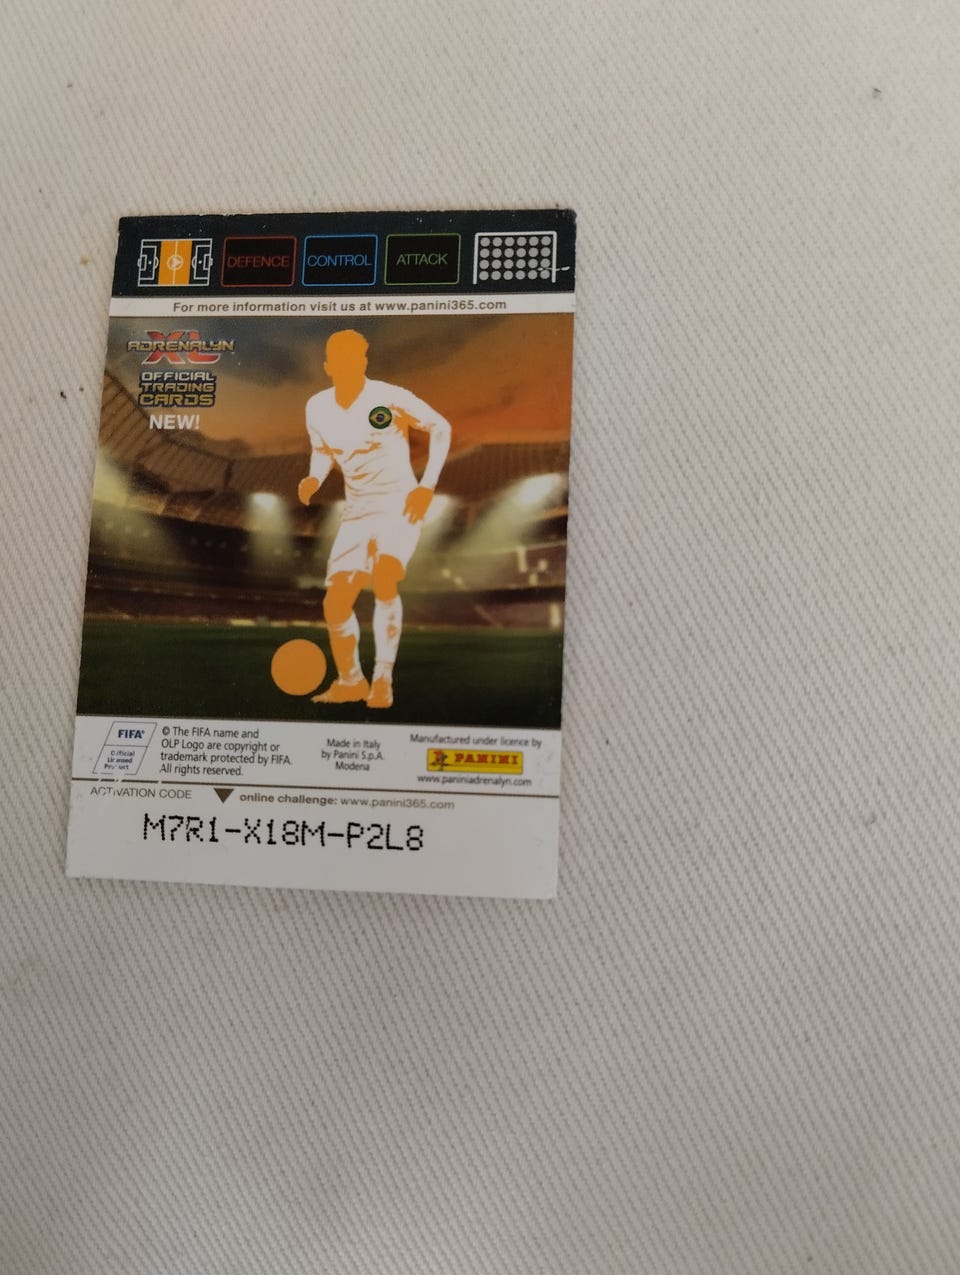 DEFENCE CONTROL ATTACK
For more information visit us at www.panini365.com
ADRENALYN XL
OFFICIAL
TRADING
CARDS
NEW!
FIFA®
Official
Licensed
Product
© The FIFA name and
OLP Logo are copyright or
trademark protected by FIFA.
All rights reserved.
Made in Italy
by Panini S.p.A.
Modena
Manufactured under licence by
PANINI
www.paniniadrenalyn.com
ACTIVATION CODE
online challenge: www.panini365.com
M7R1-X18M-P2L8